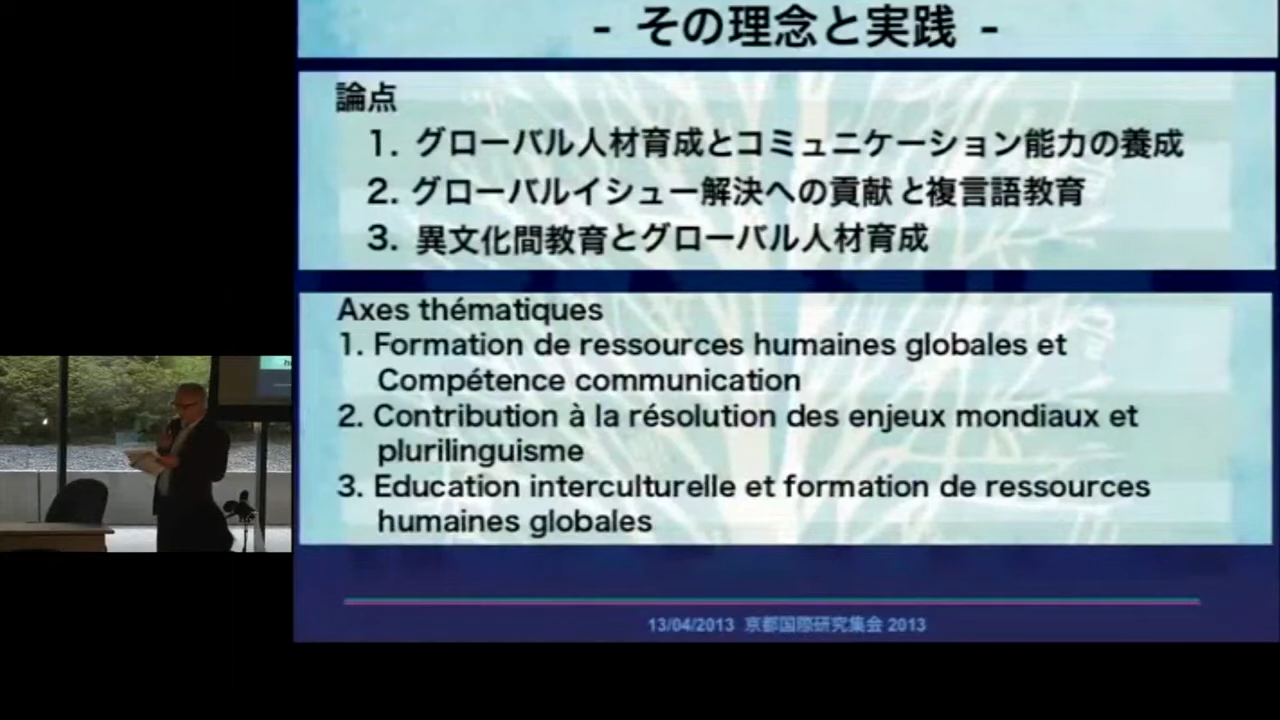 - その理念と実践 -
論点
1. グローバル人材育成とコミュニケーション能力の養成
2. グローバルイシュー解決への貢献 と複言語教育
3. 異文化間教育とグローバル人材育成
Axes thématiques
1. Formation de ressources humaines globales et
Compétence communication
2. Contribution à la résolution des enjeux mondiaux et
plurilinguisme
3. Education interculturelle et formation de ressources
humaines globales
13/04/2013 京都国際研究集会 2013